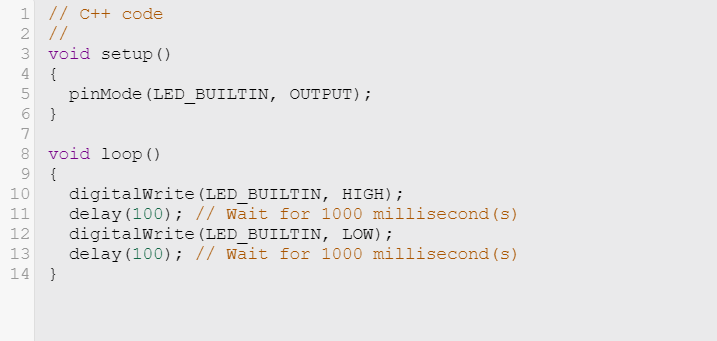 1 // C++ code
2 //
3 void setup()
4 {
5   pinMode(LED_BUILTIN, OUTPUT);
6 }
7
8 void loop()
9 {
10   digitalWrite(LED_BUILTIN, HIGH);
11   delay(100); // Wait for 1000 millisecond(s)
12   digitalWrite(LED_BUILTIN, LOW);
13   delay(100); // Wait for 1000 millisecond(s)
14 }